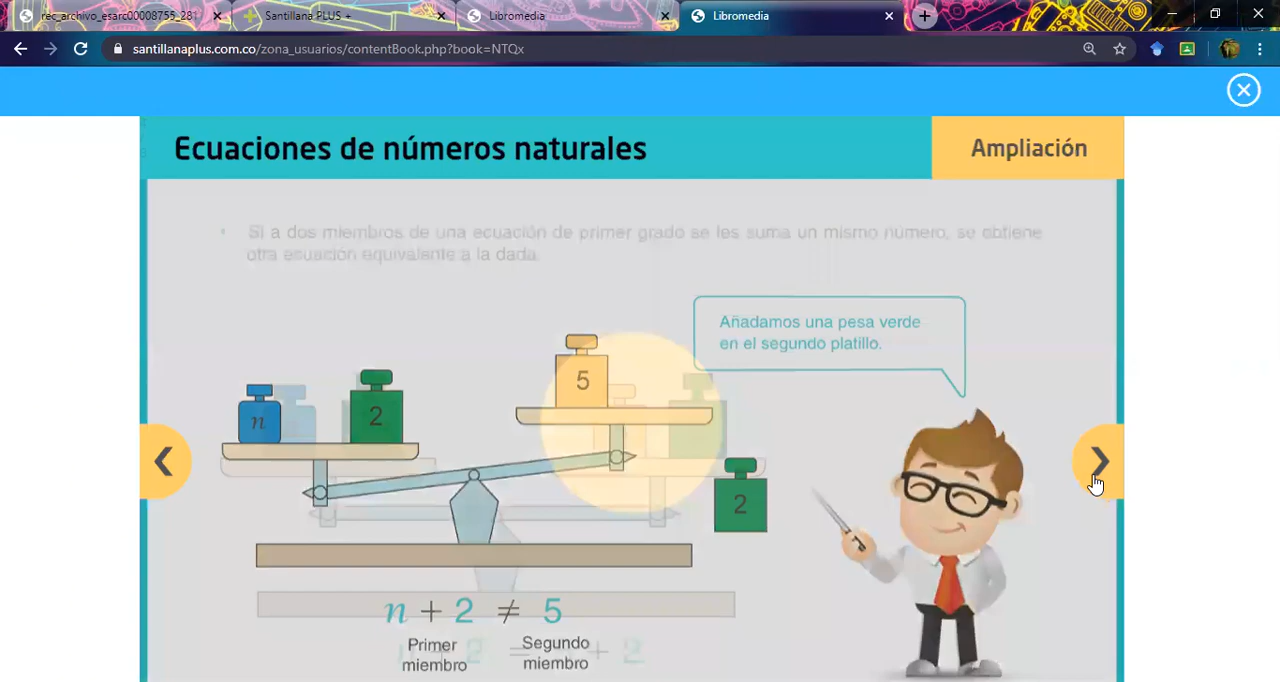 rec_archivo_esarc00008755_281
Santillana PLUS +
Libromedia
Libromedia
santillanaplus.com.co/zona_usuarios/contentBook.php?book=NTQx
Ecuaciones de números naturales
Ampliación
Si a dos miembros de una ecuación de primer grado se les suma un mismo número, se obtiene
otra ecuación equivalente a la dada.
Añadamos una pesa verde
en el segundo platillo.
5
n
2
2
n + 2 ≠ 5
Primer
miembro
Segundo
miembro